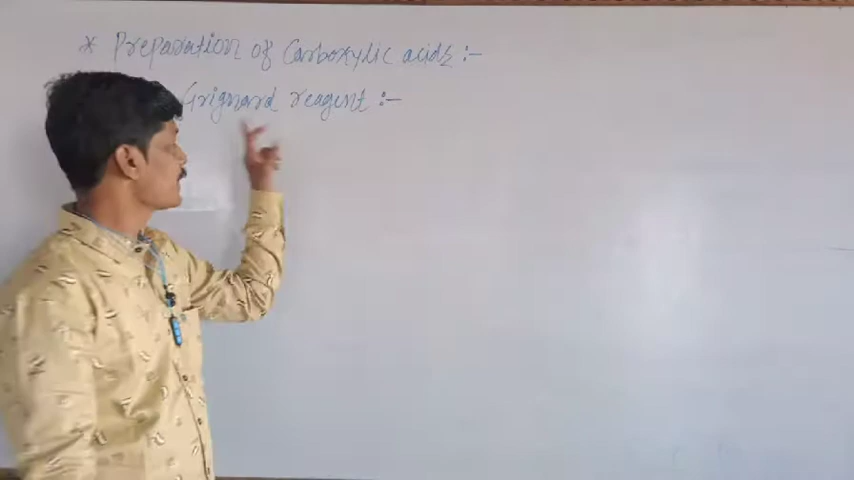 * Preparation of Carboxylic acids :-
Grignard reagent :-